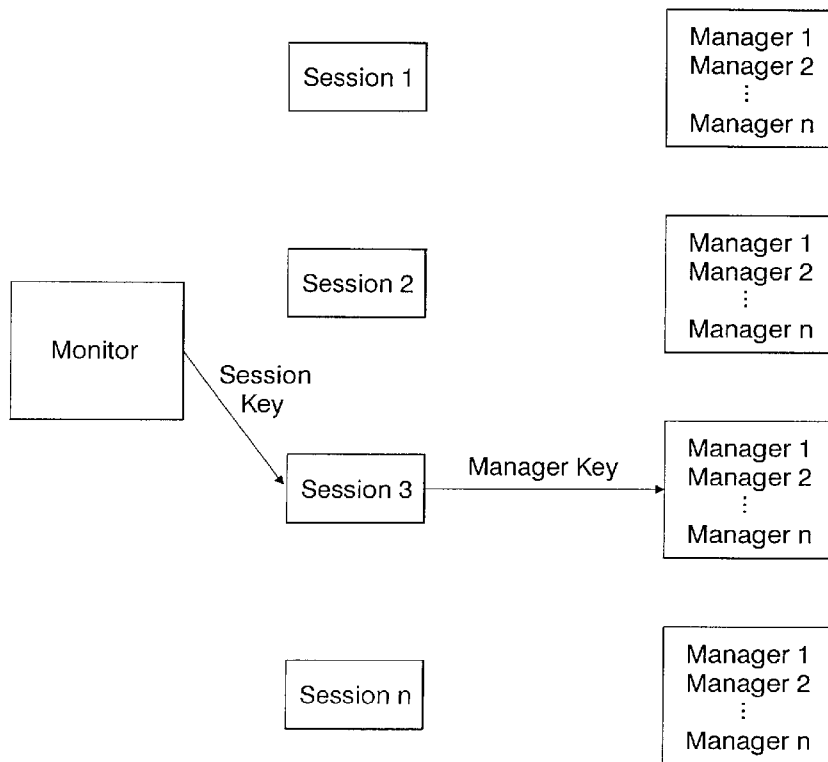 Session 1
Manager 1
Manager 2
⋮
Manager n
Session 2
Manager 1
Manager 2
⋮
Manager n
Monitor
Session
Key
Session 3
Manager Key
Manager 1
Manager 2
⋮
Manager n
Session n
Manager 1
Manager 2
⋮
Manager n